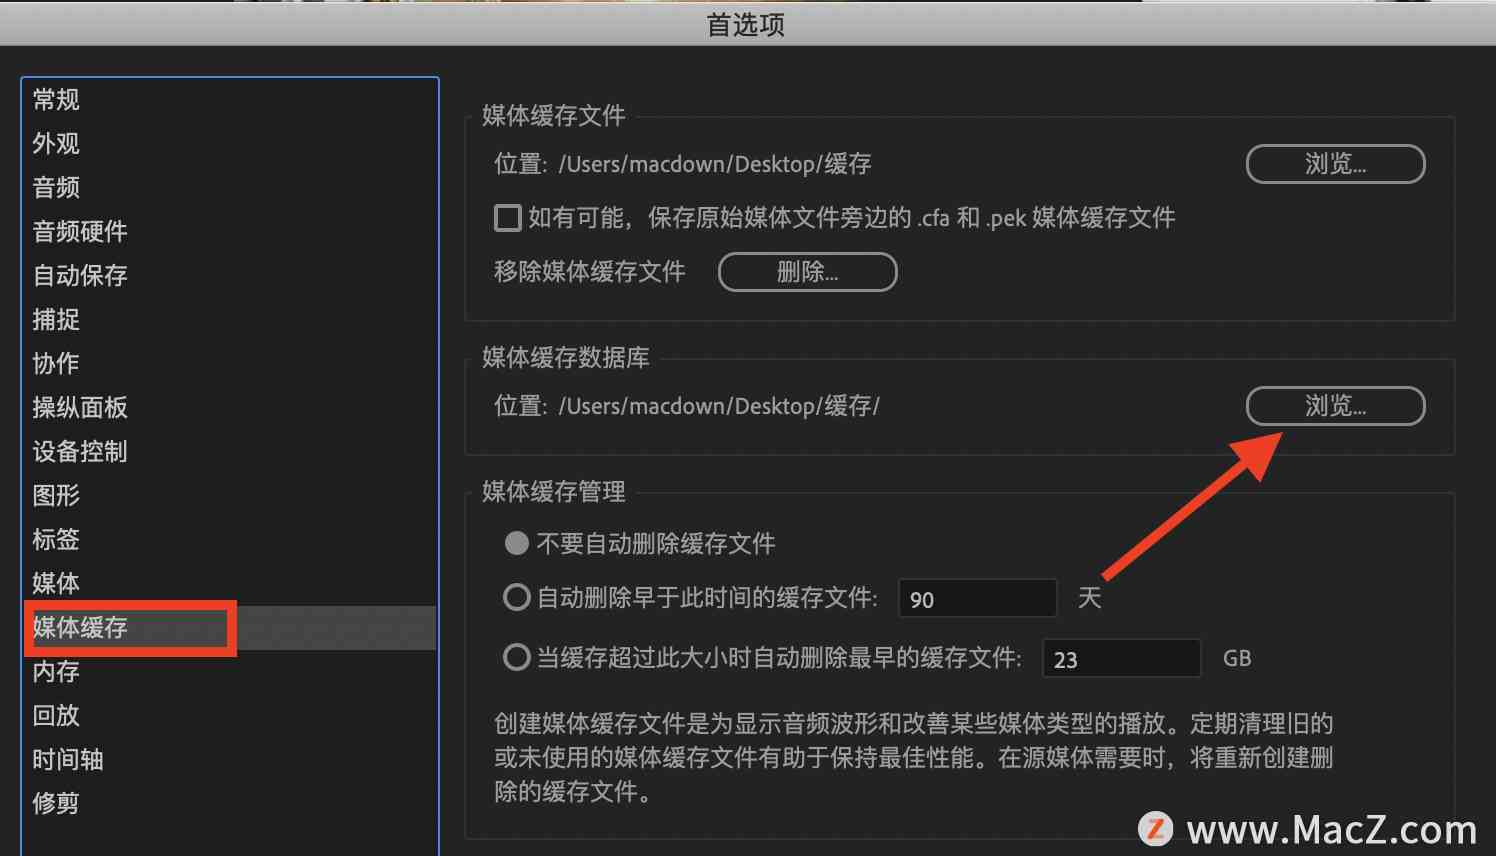 首选项
常规
外观
音频
音频硬件
自动保存
捕捉
协作
操纵面板
设备控制
图形
标签
媒体
媒体缓存
内存
回放
时间轴
修剪
媒体缓存文件
位置: /Users/macdown/Desktop/缓存
浏览...
如有可能，保存原始媒体文件旁边的 .cfa 和 .pek 媒体缓存文件
移除媒体缓存文件
删除...
媒体缓存数据库
位置: /Users/macdown/Desktop/缓存/
浏览...
媒体缓存管理
不要自动删除缓存文件
自动删除早于此时间的缓存文件: 90 天
当缓存超过此大小时自动删除最早的缓存文件: 23 GB
创建媒体缓存文件是为显示音频波形和改善某些媒体类型的播放。定期清理旧的
或未使用的媒体缓存文件有助于保持最佳性能。在源媒体需要时，将重新创建删
除的缓存文件。
Z www.MacZ.com